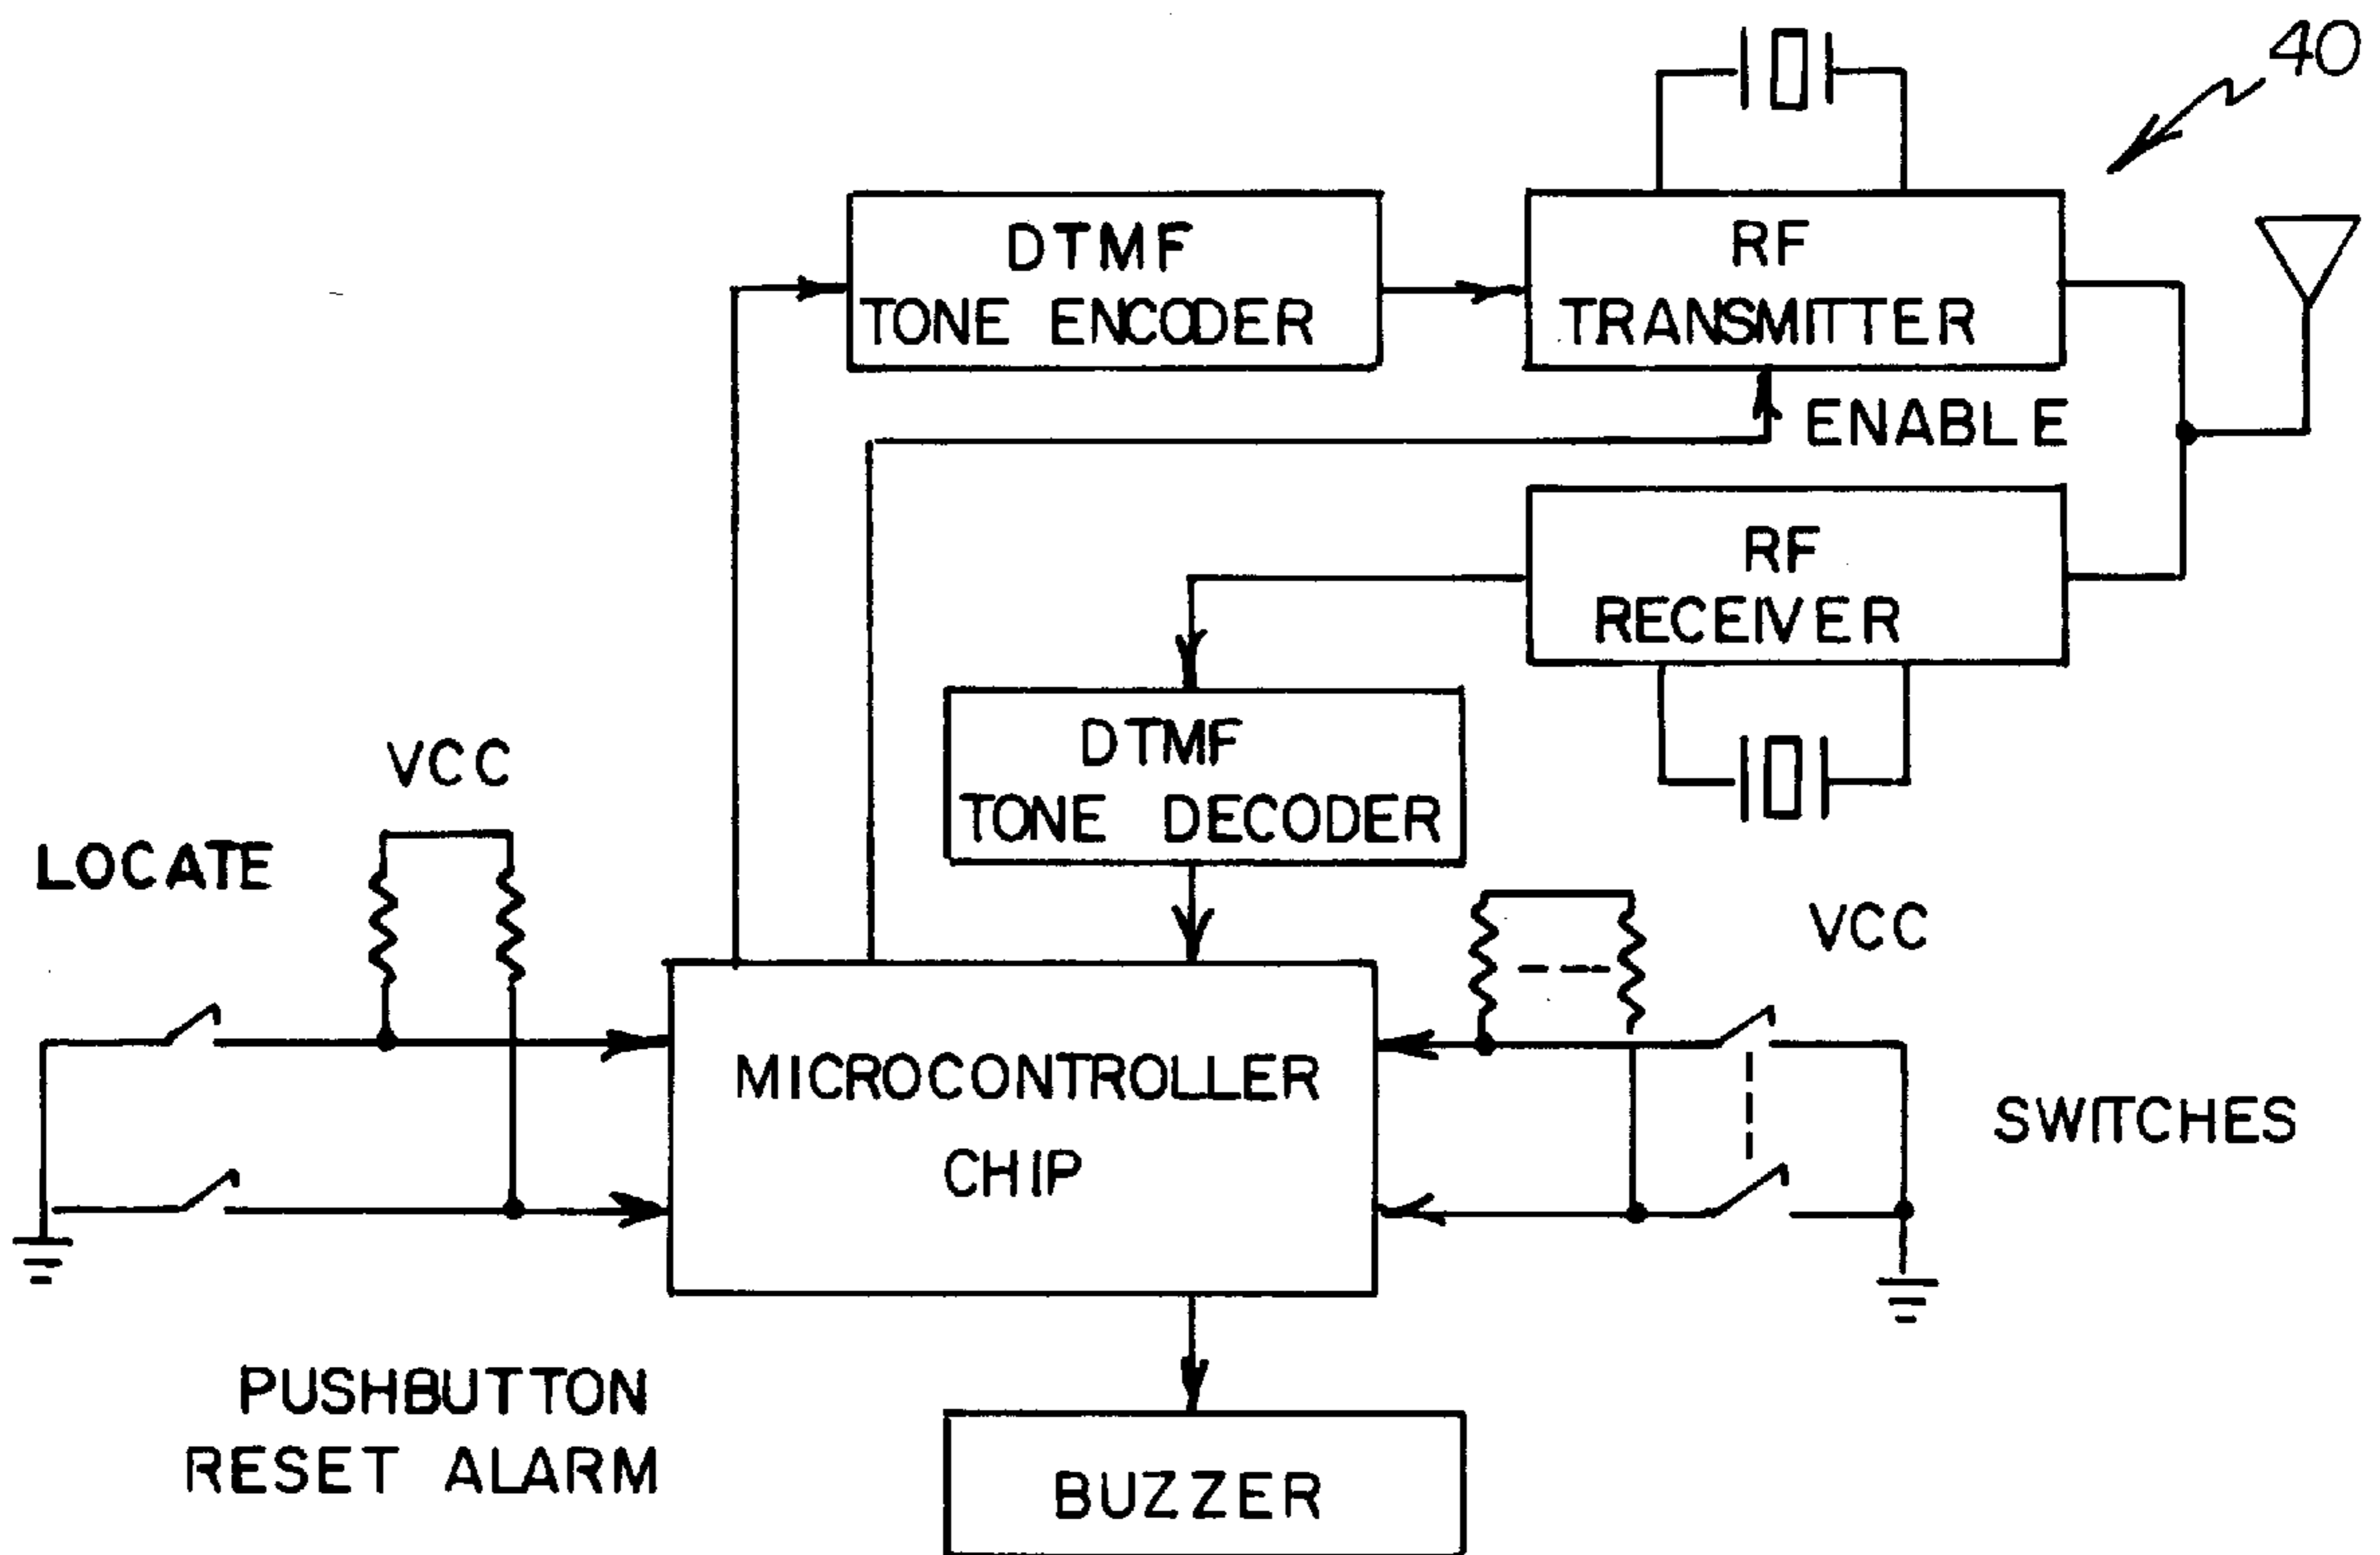 40
DTMF
TONE ENCODER
RF
TRANSMITTER
ENABLE
RF
RECEIVER
DTMF
TONE DECODER
VCC
LOCATE
VCC
MICROCONTROLLER
CHIP
SWITCHES
PUSHBUTTON
RESET ALARM
BUZZER